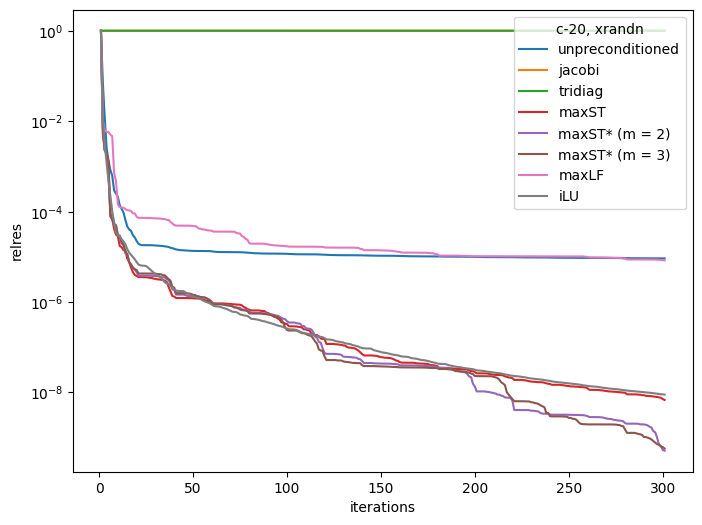 c-20, xrandn
unpreconditioned
jacobi
tridiag
maxST
maxST* (m = 2)
maxST* (m = 3)
maxLF
iLU
relres
10⁰
10⁻²
10⁻⁴
10⁻⁶
10⁻⁸
0 50 100 150 200 250 300
iterations